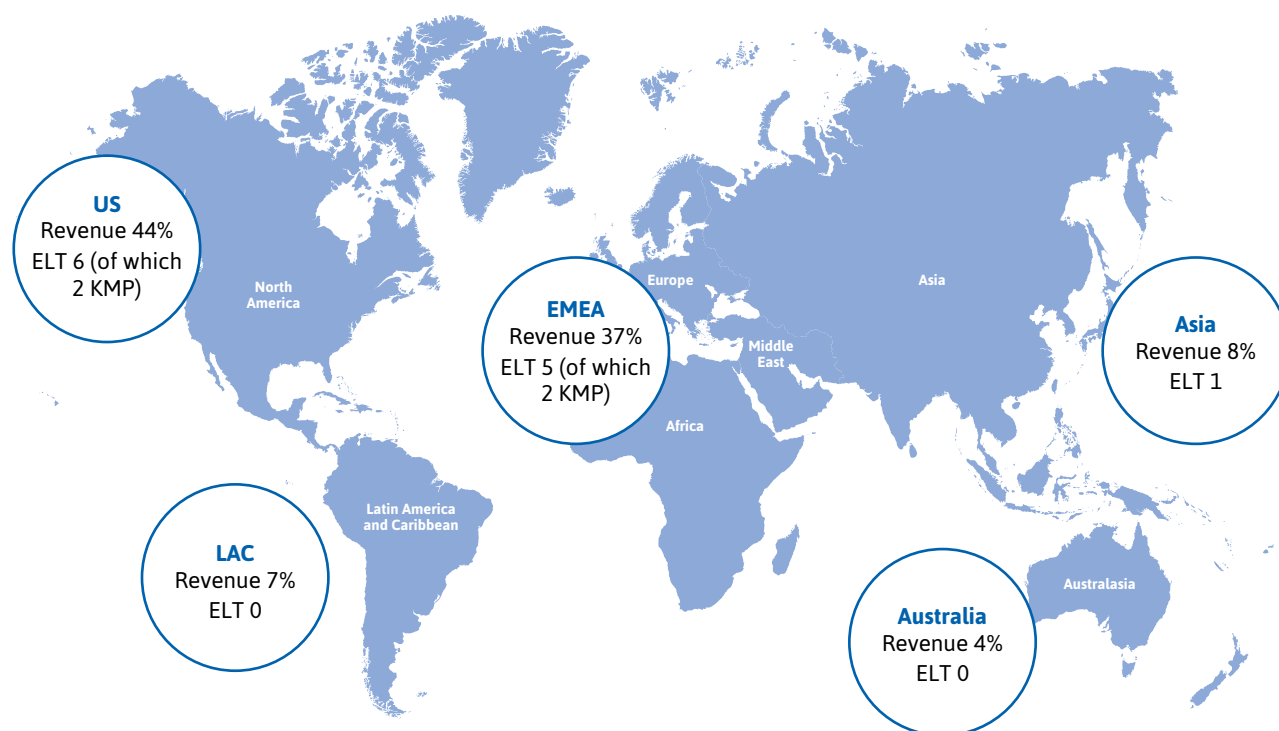 US
Revenue 44%
ELT 6 (of which
2 KMP)
North
America
EMEA
Revenue 37%
ELT 5 (of which
2 KMP)
Europe
Asia
Middle
East
Africa
Asia
Revenue 8%
ELT 1
Latin America
and Caribbean
LAC
Revenue 7%
ELT 0
Australasia
Australia
Revenue 4%
ELT 0